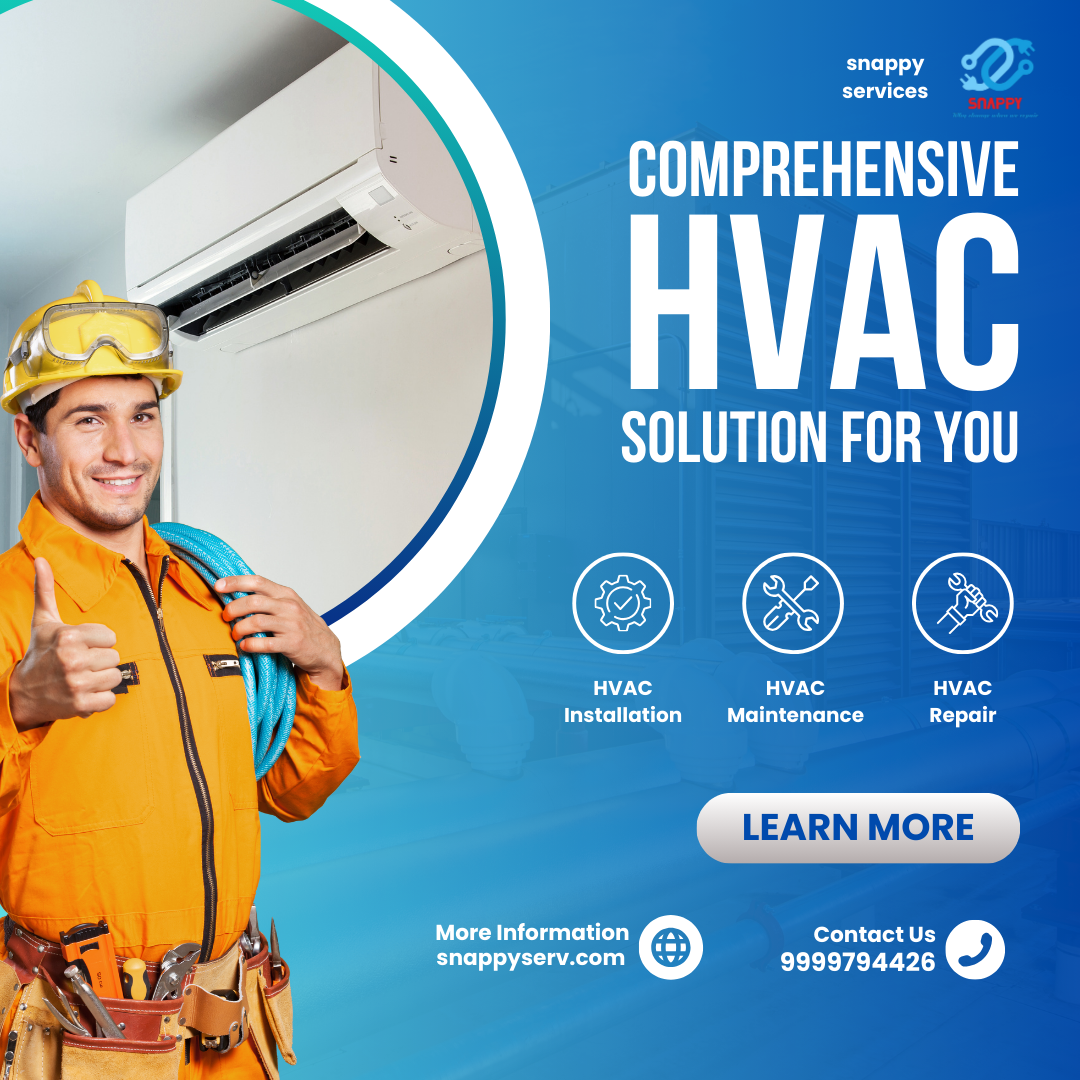 snappy
services
SNAPPY
COMPREHENSIVE
HVAC
SOLUTION FOR YOU
HVAC
Installation
HVAC
Maintenance
HVAC
Repair
LEARN MORE
More Information
snappyserv.com
Contact Us
9999794426